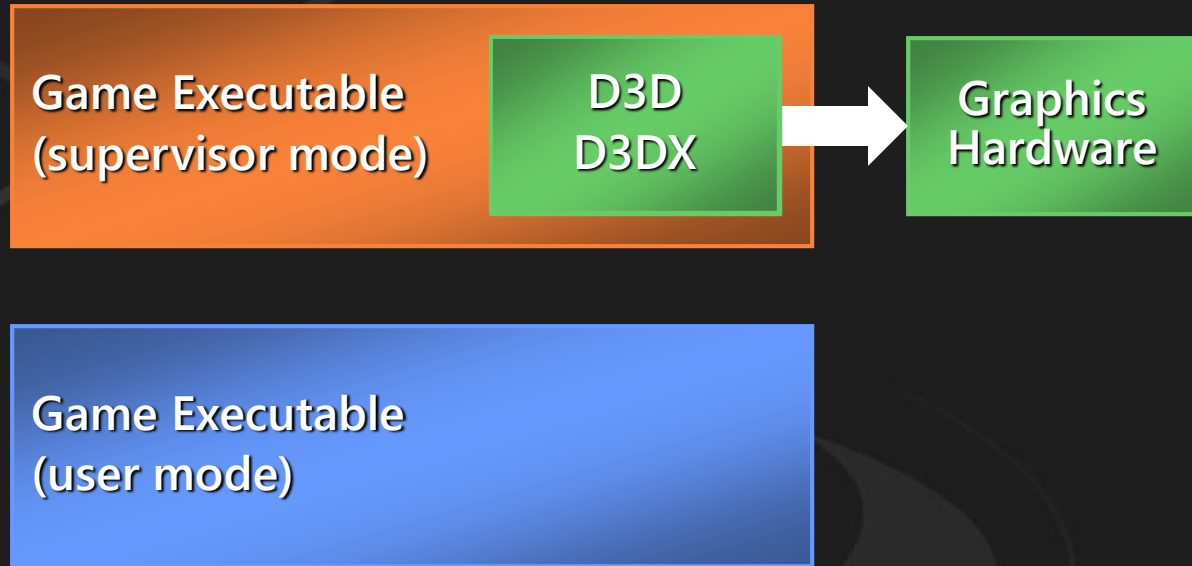 Game Executable
(supervisor mode)
D3D
D3DX
Graphics
Hardware
Game Executable
(user mode)